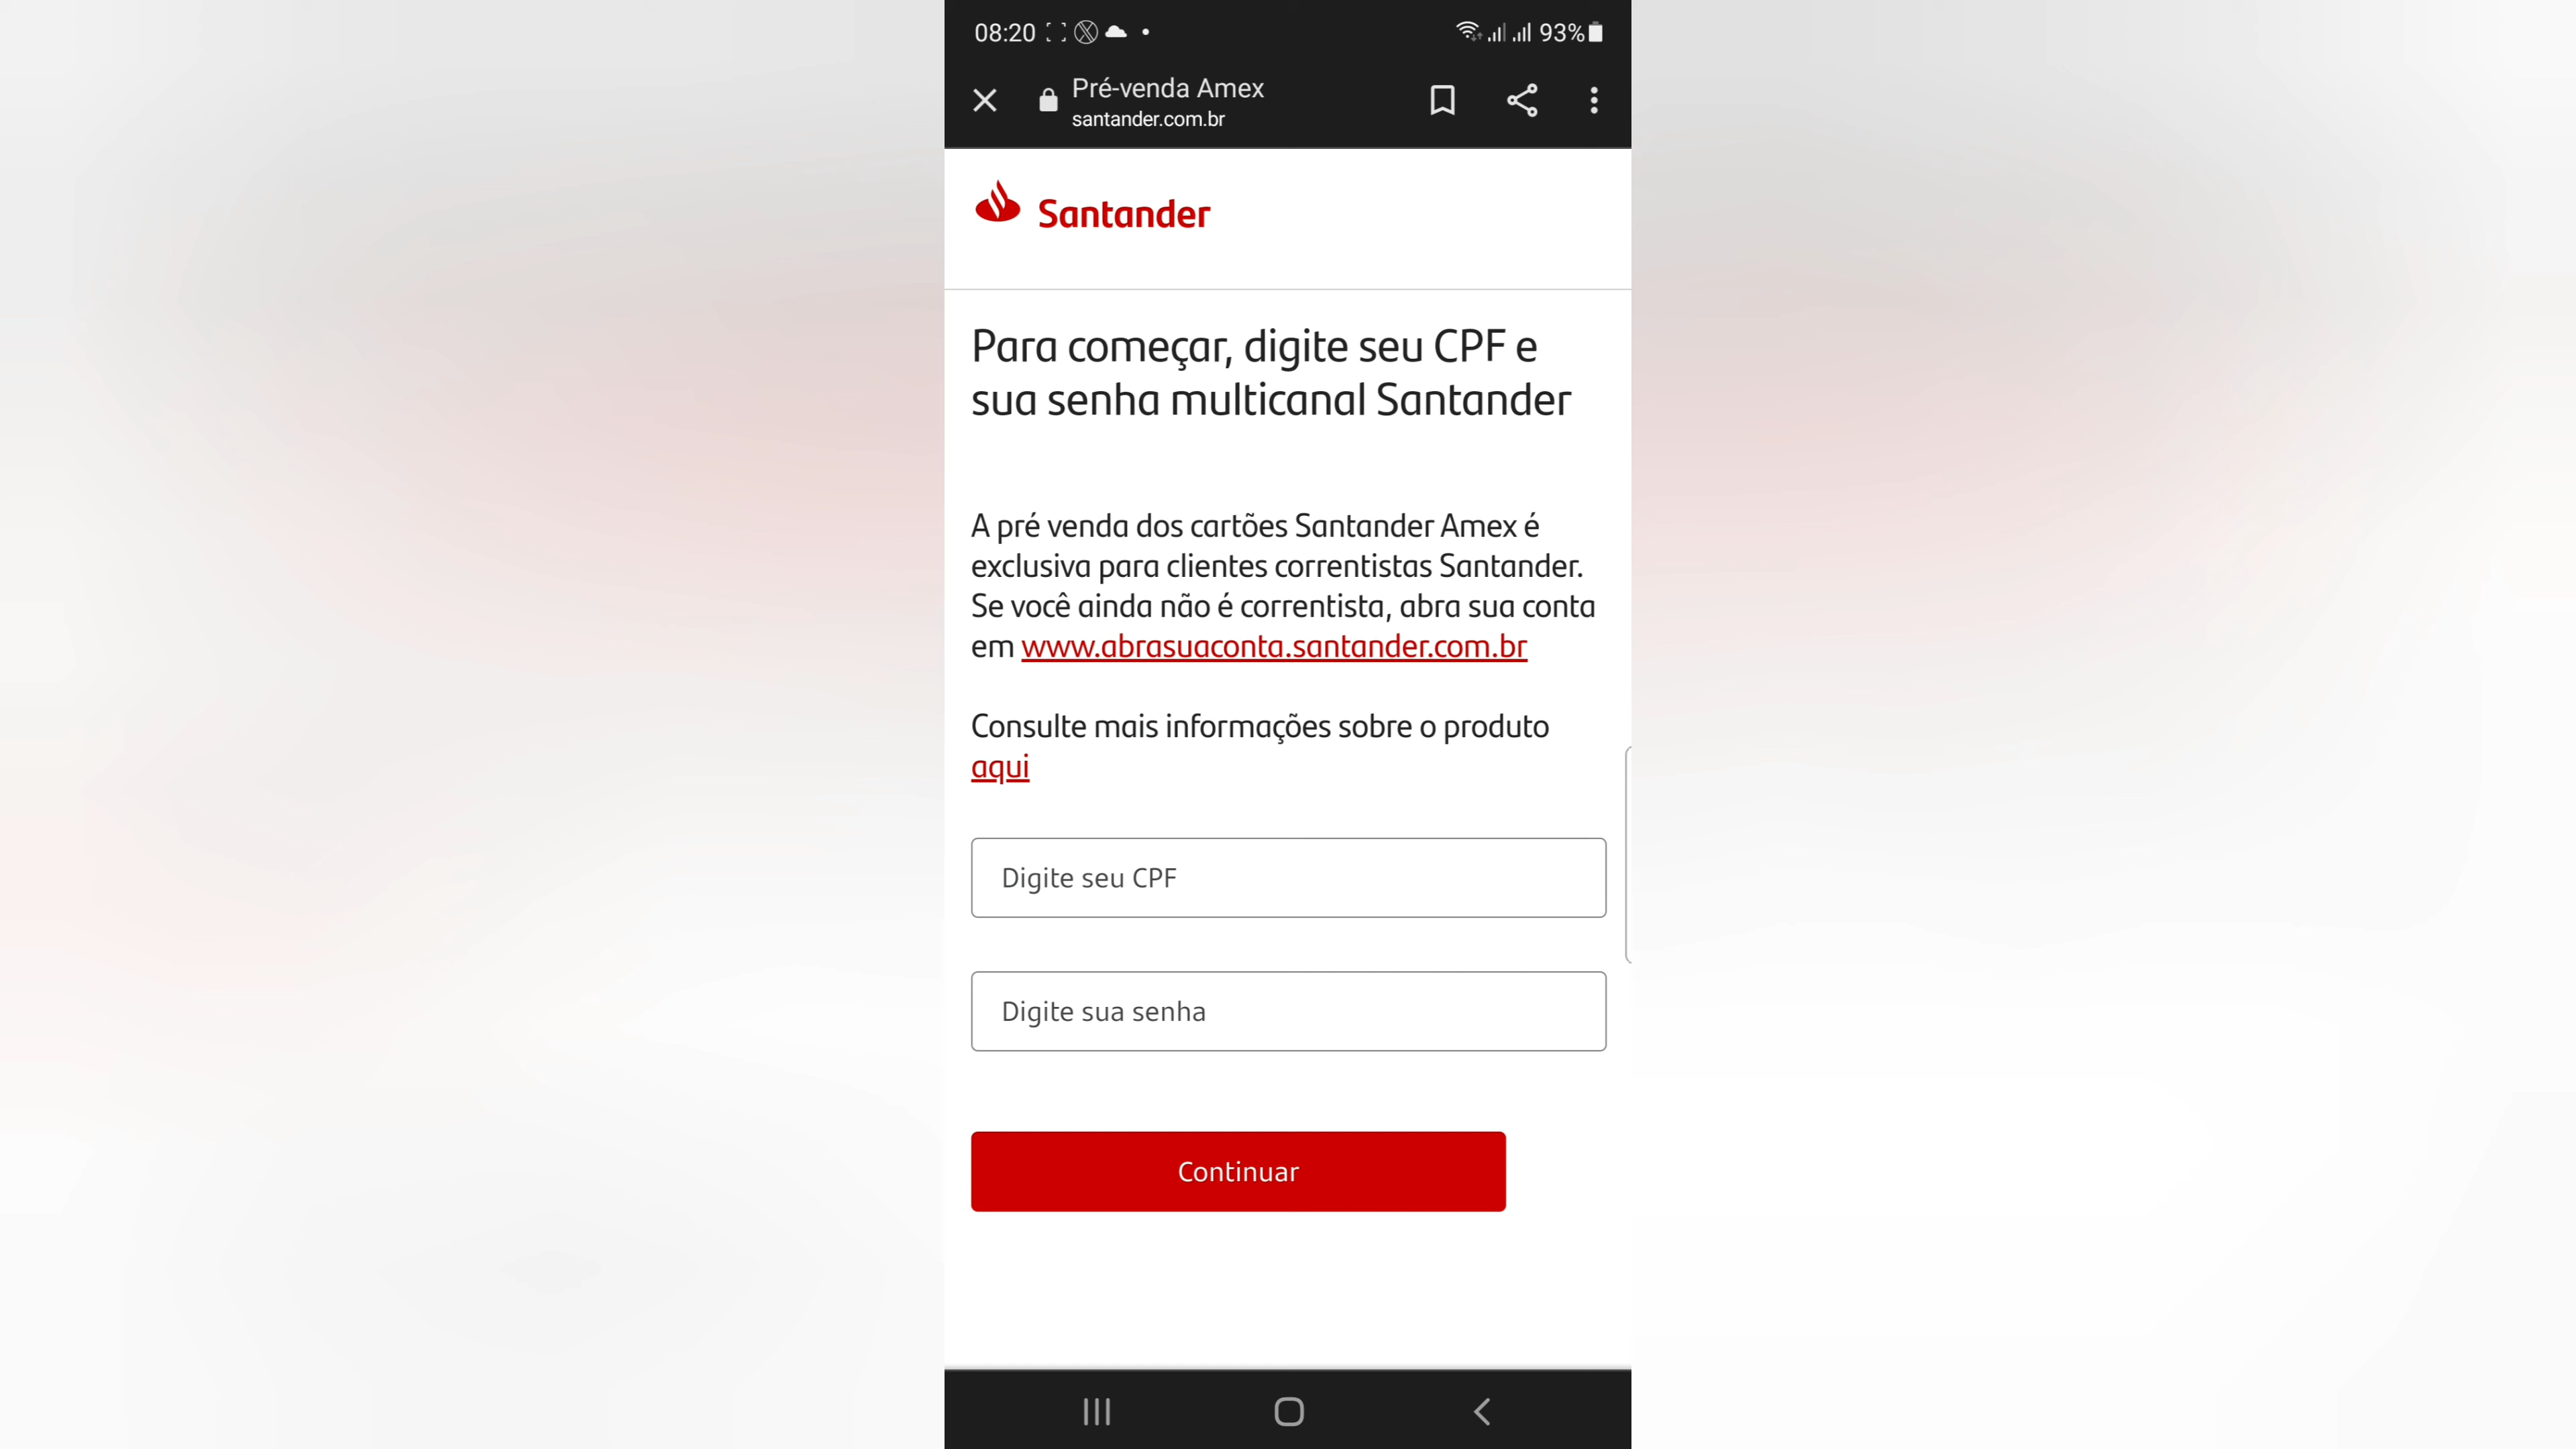 08:20
93%
Pré-venda Amex
santander.com.br
Santander
Para começar, digite seu CPF e
sua senha multicanal Santander
A pré venda dos cartões Santander Amex é
exclusiva para clientes correntistas Santander.
Se você ainda não é correntista, abra sua conta
em www.abrasuaconta.santander.com.br
Consulte mais informações sobre o produto
aqui
Digite seu CPF
Digite sua senha
Continuar